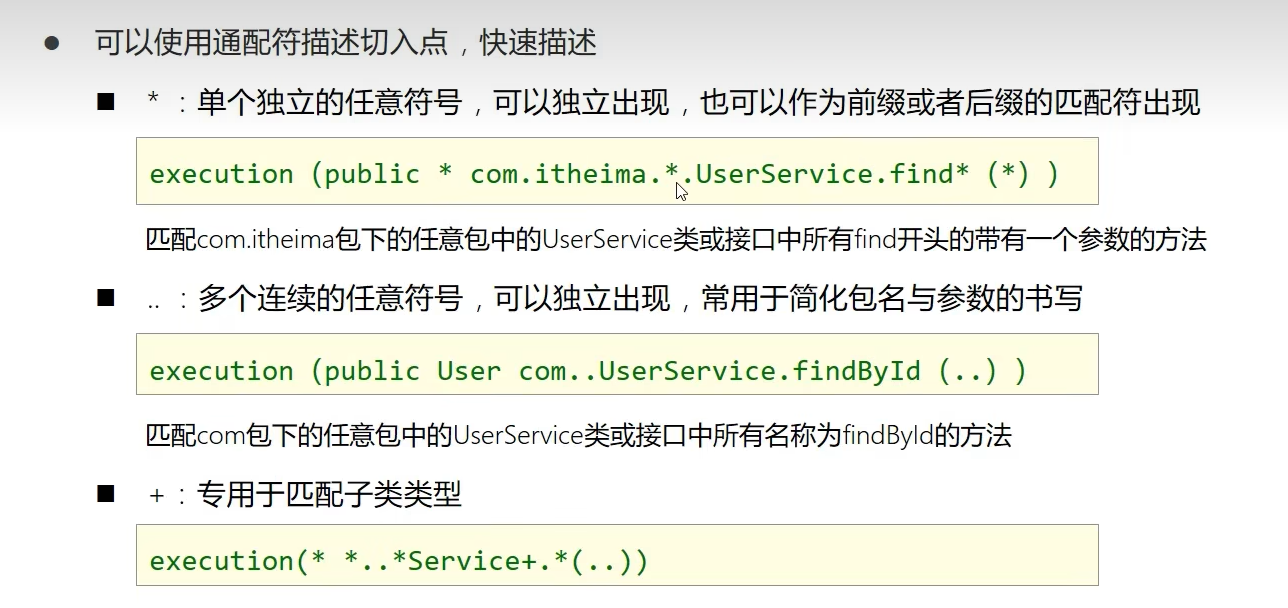 ● 可以使用通配符描述切入点，快速描述
■ * ：单个独立的任意符号，可以独立出现，也可以作为前缀或者后缀的匹配符出现
execution (public * com.itheima.*.UserService.find* (*) )
匹配com.itheima包下的任意包中的UserService类或接口中所有find开头的带有一个参数的方法
■ .. ：多个连续的任意符号，可以独立出现，常用于简化包名与参数的书写
execution (public User com..UserService.findById (..) )
匹配com包下的任意包中的UserService类或接口中所有名称为findById的方法
■ + ：专用于匹配子类类型
execution(* *..*Service+.*(..))